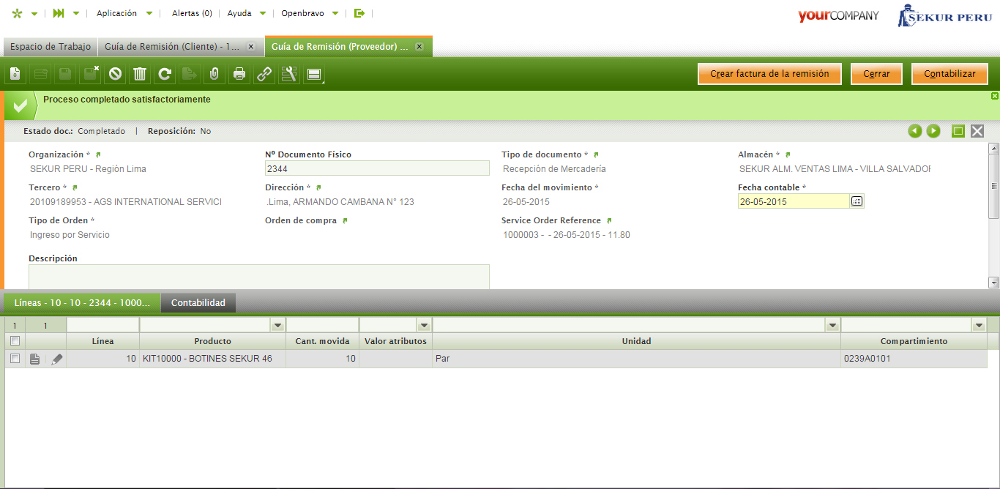 Aplicación Alertas (0) Ayuda Openbravo yourCOMPANY SEKUR PERU
Espacio de Trabajo Guía de Remisión (Cliente) - 1... Guía de Remisión (Proveedor) ...
Crear factura de la remisión Cerrar Contabilizar
Proceso completado satisfactoriamente
Estado doc.: Completado | Reposición: No
Organización * Nº Documento Físico Tipo de documento * Almacén *
SEKUR PERU - Región Lima 2344 Recepción de Mercadería SEKUR ALM. VENTAS LIMA - VILLA SALVADOR
Tercero * Dirección * Fecha del movimiento * Fecha contable *
20109189953 - AGS INTERNATIONAL SERVICI .Lima, ARMANDO CAMBANA N° 123 26-05-2015 26-05-2015
Tipo de Orden * Orden de compra Service Order Reference
Ingreso por Servicio 1000003 - - 26-05-2015 - 11.80
Descripción
Líneas - 10 - 10 - 2344 - 1000... Contabilidad
1 1
Línea Producto Cant. movida Valor atributos Unidad Compartimiento
10 KIT10000 - BOTINES SEKUR 46 10 Par 0239A0101